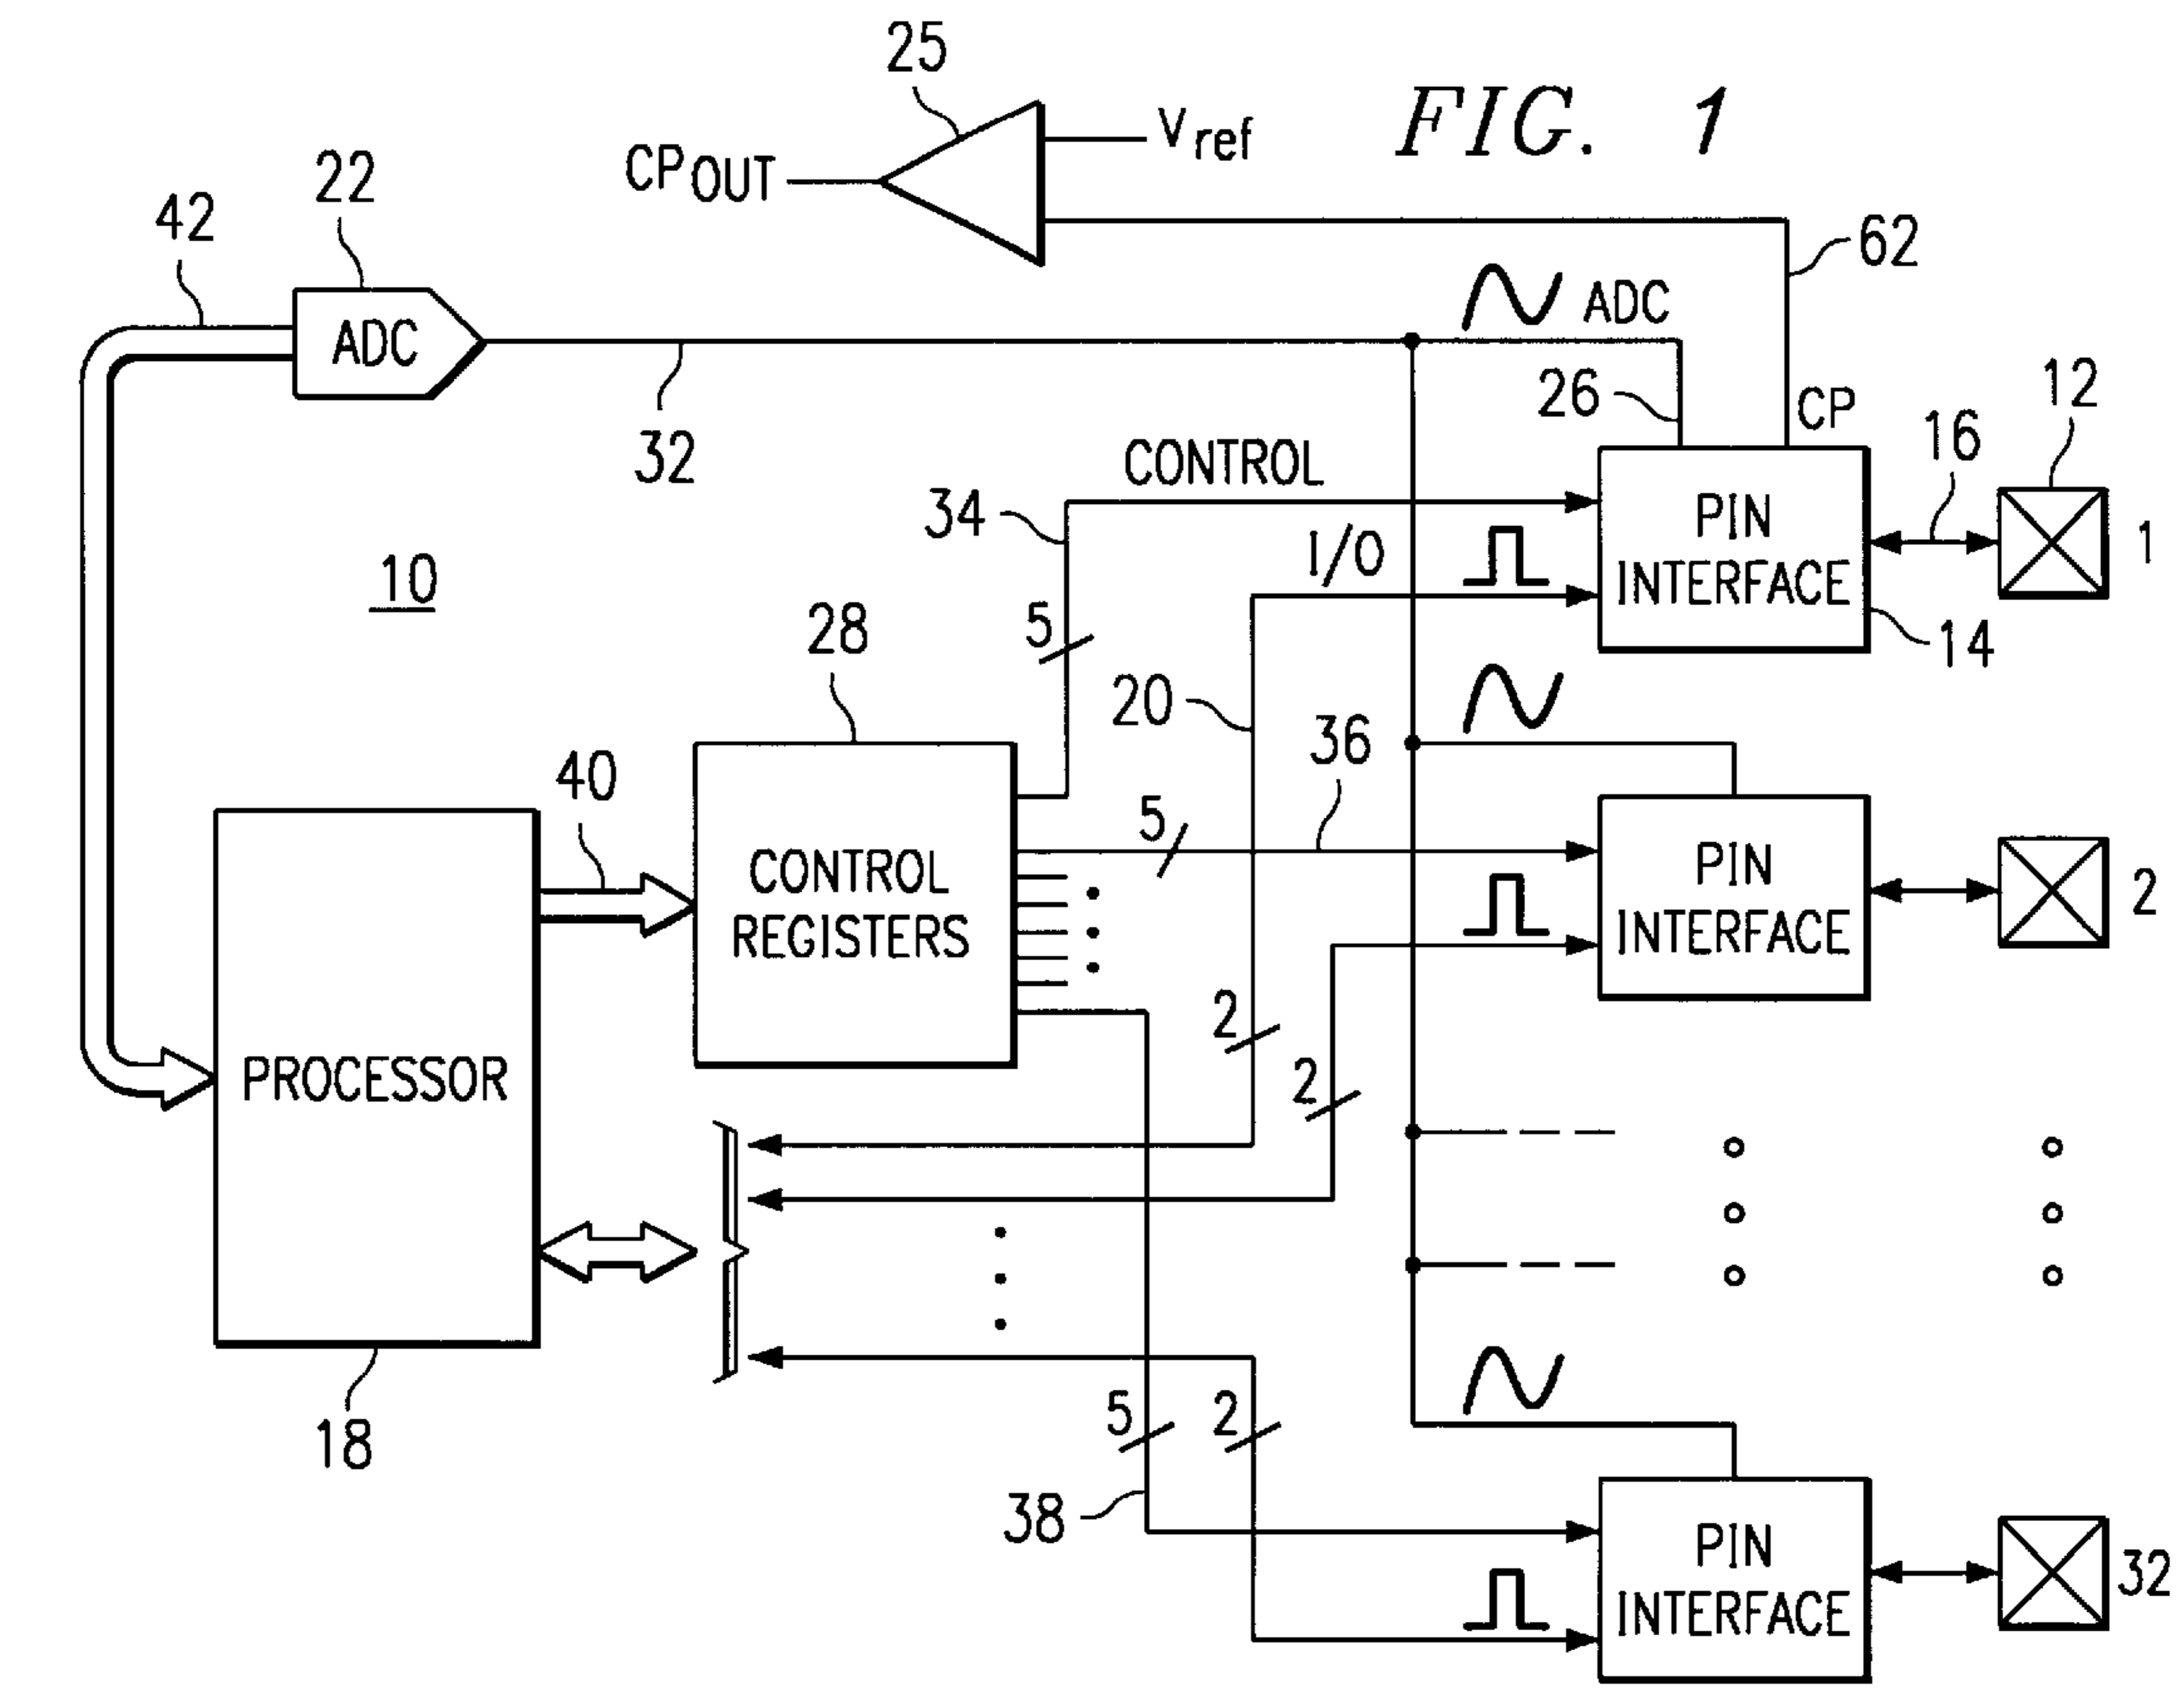 25
FIG. 1
Vref
CPOUT
22
42
62
ADC
ADC
26
CP
12
16
32
CONTROL
34
PIN
INTERFACE
1
I/O
10
5
28
14
20
36
40
5
CONTROL
REGISTERS
PIN
INTERFACE
2
2
2
PROCESSOR
18
5
2
38
PIN
INTERFACE
32